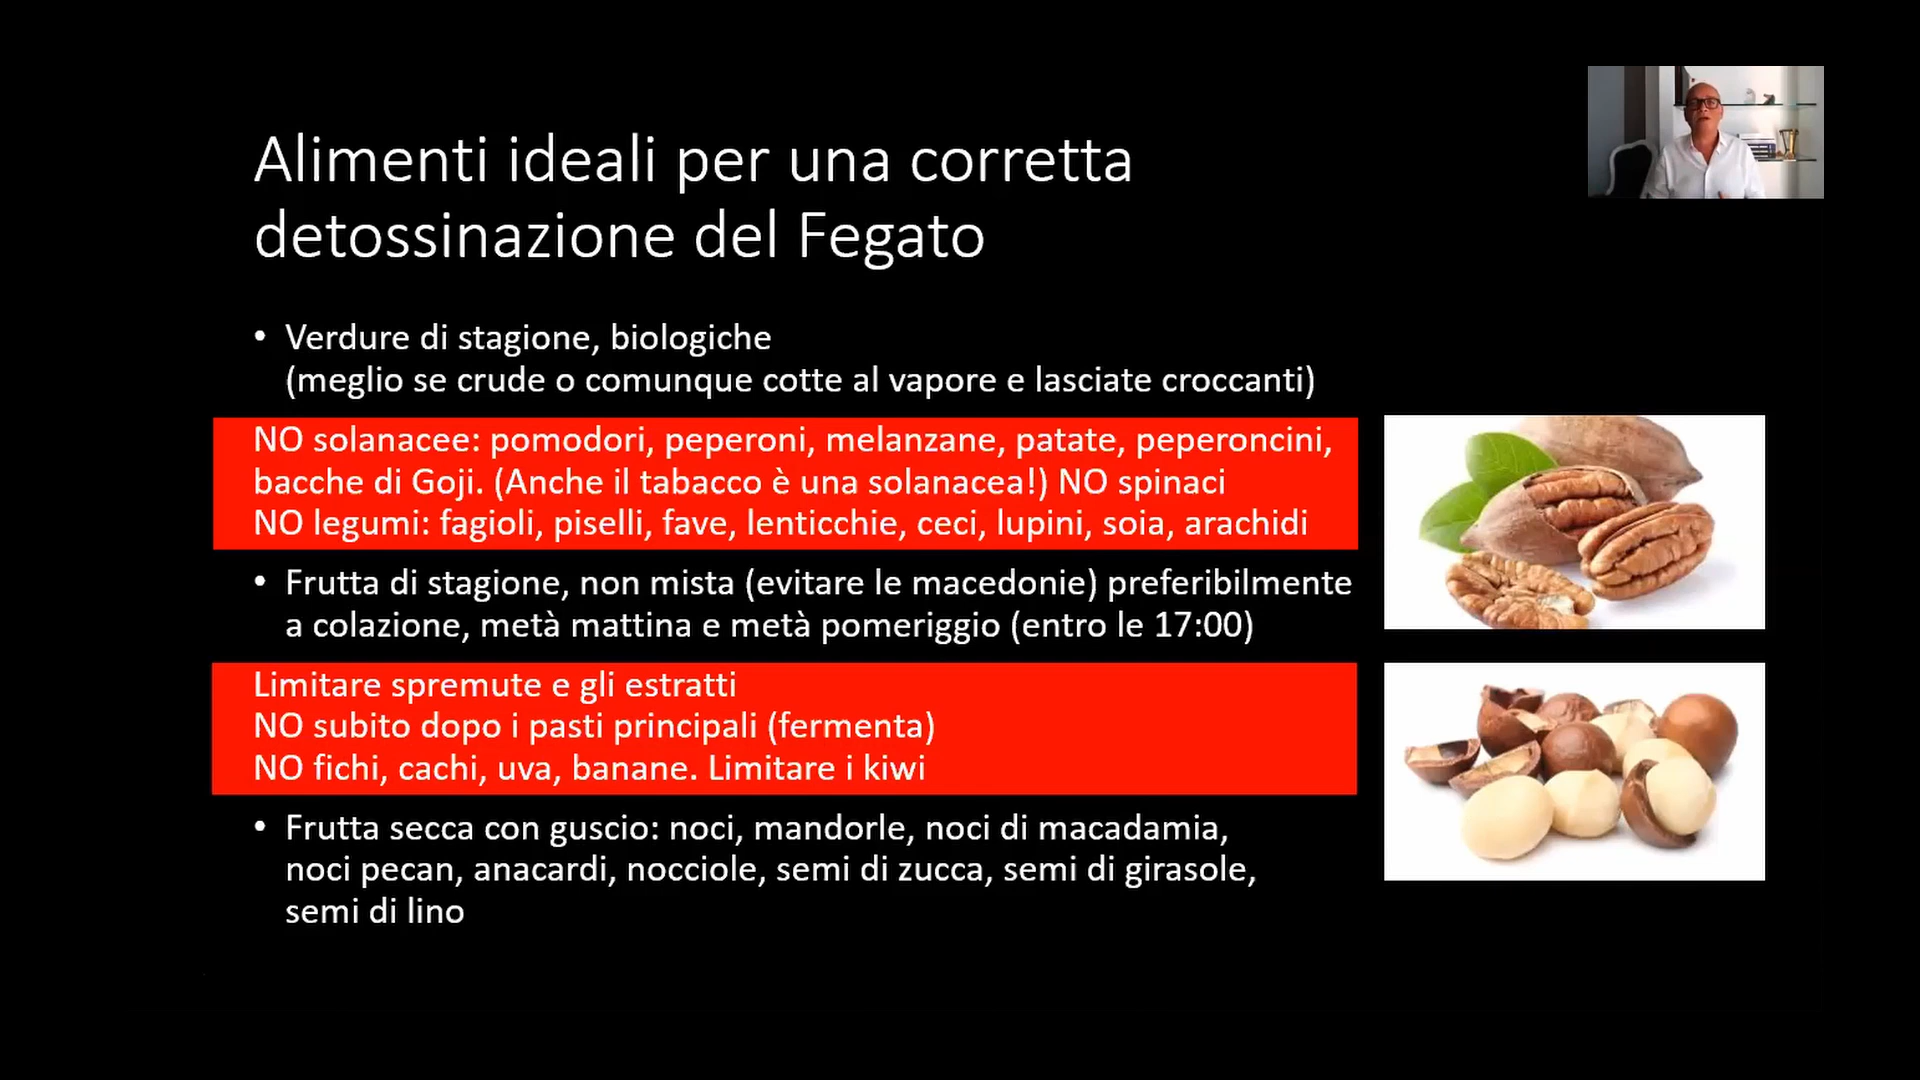 Alimenti ideali per una corretta
detossinazione del Fegato
• Verdure di stagione, biologiche
(meglio se crude o comunque cotte al vapore e lasciate croccanti)
NO solanacee: pomodori, peperoni, melanzane, patate, peperoncini,
bacche di Goji. (Anche il tabacco è una solanacea!) NO spinaci
NO legumi: fagioli, piselli, fave, lenticchie, ceci, lupini, soia, arachidi
• Frutta di stagione, non mista (evitare le macedonie) preferibilmente
a colazione, metà mattina e metà pomeriggio (entro le 17:00)
Limitare spremute e gli estratti
NO subito dopo i pasti principali (fermenta)
NO fichi, cachi, uva, banane. Limitare i kiwi
• Frutta secca con guscio: noci, mandorle, noci di macadamia,
noci pecan, anacardi, nocciole, semi di zucca, semi di girasole,
semi di lino